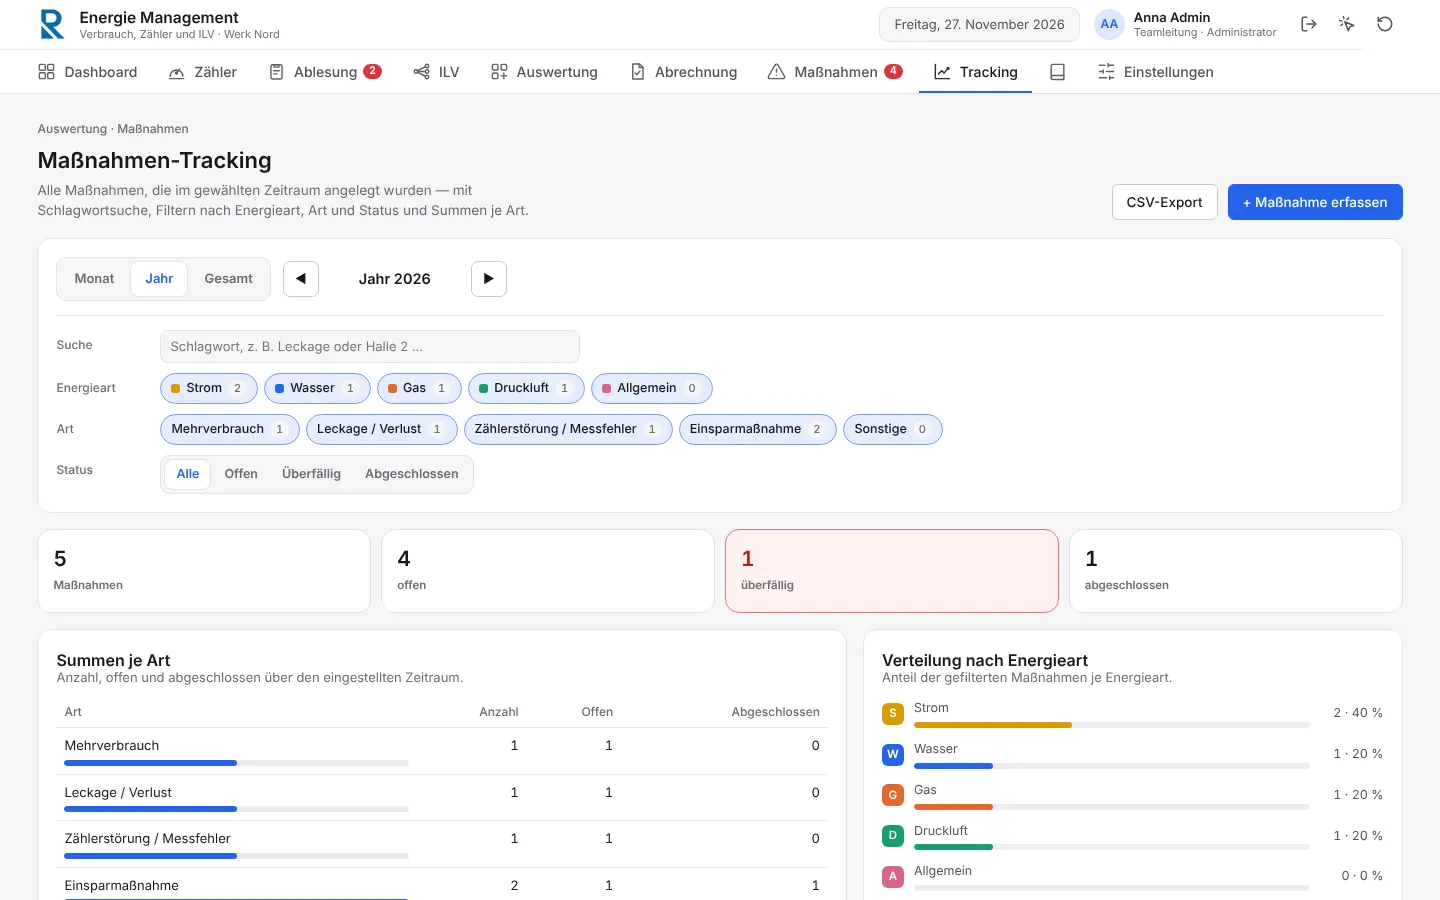 Energie Management
Verbrauch, Zähler und ILV · Werk Nord
Freitag, 27. November 2026
AA
Anna Admin
Teamleitung · Administrator
Dashboard
Zähler
Ablesung 2
ILV
Auswertung
Abrechnung
Maßnahmen 4
Tracking
Einstellungen
Auswertung · Maßnahmen
Maßnahmen-Tracking
Alle Maßnahmen, die im gewählten Zeitraum angelegt wurden — mit
Schlagwortsuche, Filtern nach Energieart, Art und Status und Summen je Art.
CSV-Export
+ Maßnahme erfassen
Monat Jahr Gesamt
Jahr 2026
Suche
Schlagwort, z. B. Leckage oder Halle 2 ...
Energieart
Strom 2
Wasser 1
Gas 1
Druckluft 1
Allgemein 0
Art
Mehrverbrauch 1
Leckage / Verlust 1
Zählerstörung / Messfehler 1
Einsparmaßnahme 2
Sonstige 0
Status
Alle Offen Überfällig Abgeschlossen
5
Maßnahmen
4
offen
1
überfällig
1
abgeschlossen
Summen je Art
Anzahl, offen und abgeschlossen über den eingestellten Zeitraum.
Art Anzahl Offen Abgeschlossen
Mehrverbrauch 1 1 0
Leckage / Verlust 1 1 0
Zählerstörung / Messfehler 1 1 0
Einsparmaßnahme 2 1 1
Verteilung nach Energieart
Anteil der gefilterten Maßnahmen je Energieart.
S Strom 2 · 40 %
W Wasser 1 · 20 %
G Gas 1 · 20 %
D Druckluft 1 · 20 %
A Allgemein 0 · 0 %